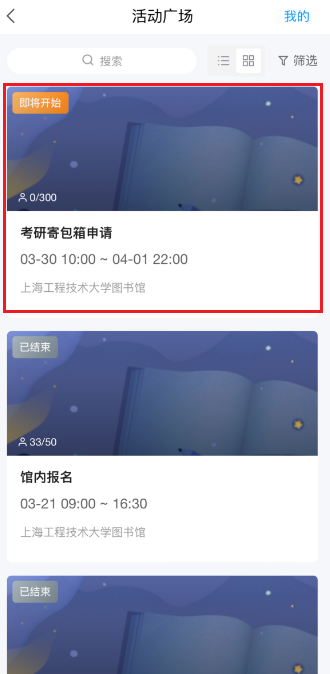 活动广场
我的
搜索
筛选
即将开始
0/300
考研寄包箱申请
03-30 10:00 ~ 04-01 22:00
上海工程技术大学图书馆
已结束
33/50
馆内报名
03-21 09:00 ~ 16:30
上海工程技术大学图书馆
已结束